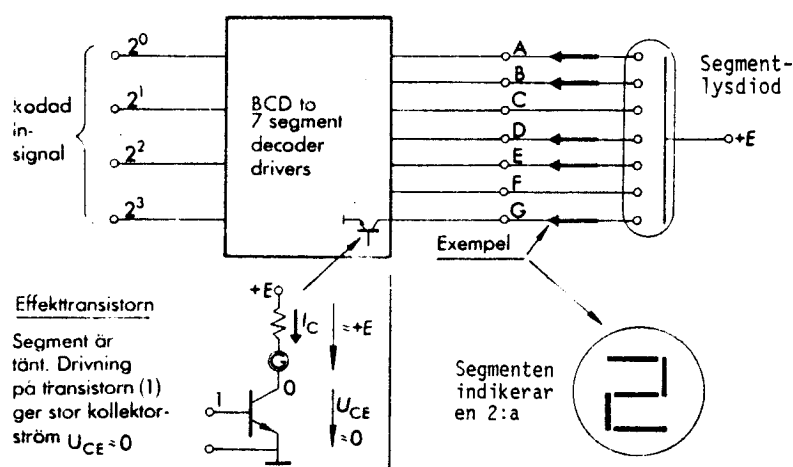 2⁰
2¹
2²
2³
kodad
in-
signal
BCD to
7 segment
decoder
drivers
A
B
C
D
E
F
G
Segment-
lysdiod
+E
Exempel
Effekttransistorn
Segment är
tänt. Drivning
på transistorn (1)
ger stor kollektor-
ström U_CE≈0
+E
I_C
≈+E
G
1
0
U_CE
≈0
Segmenten
indikerar
en 2:a